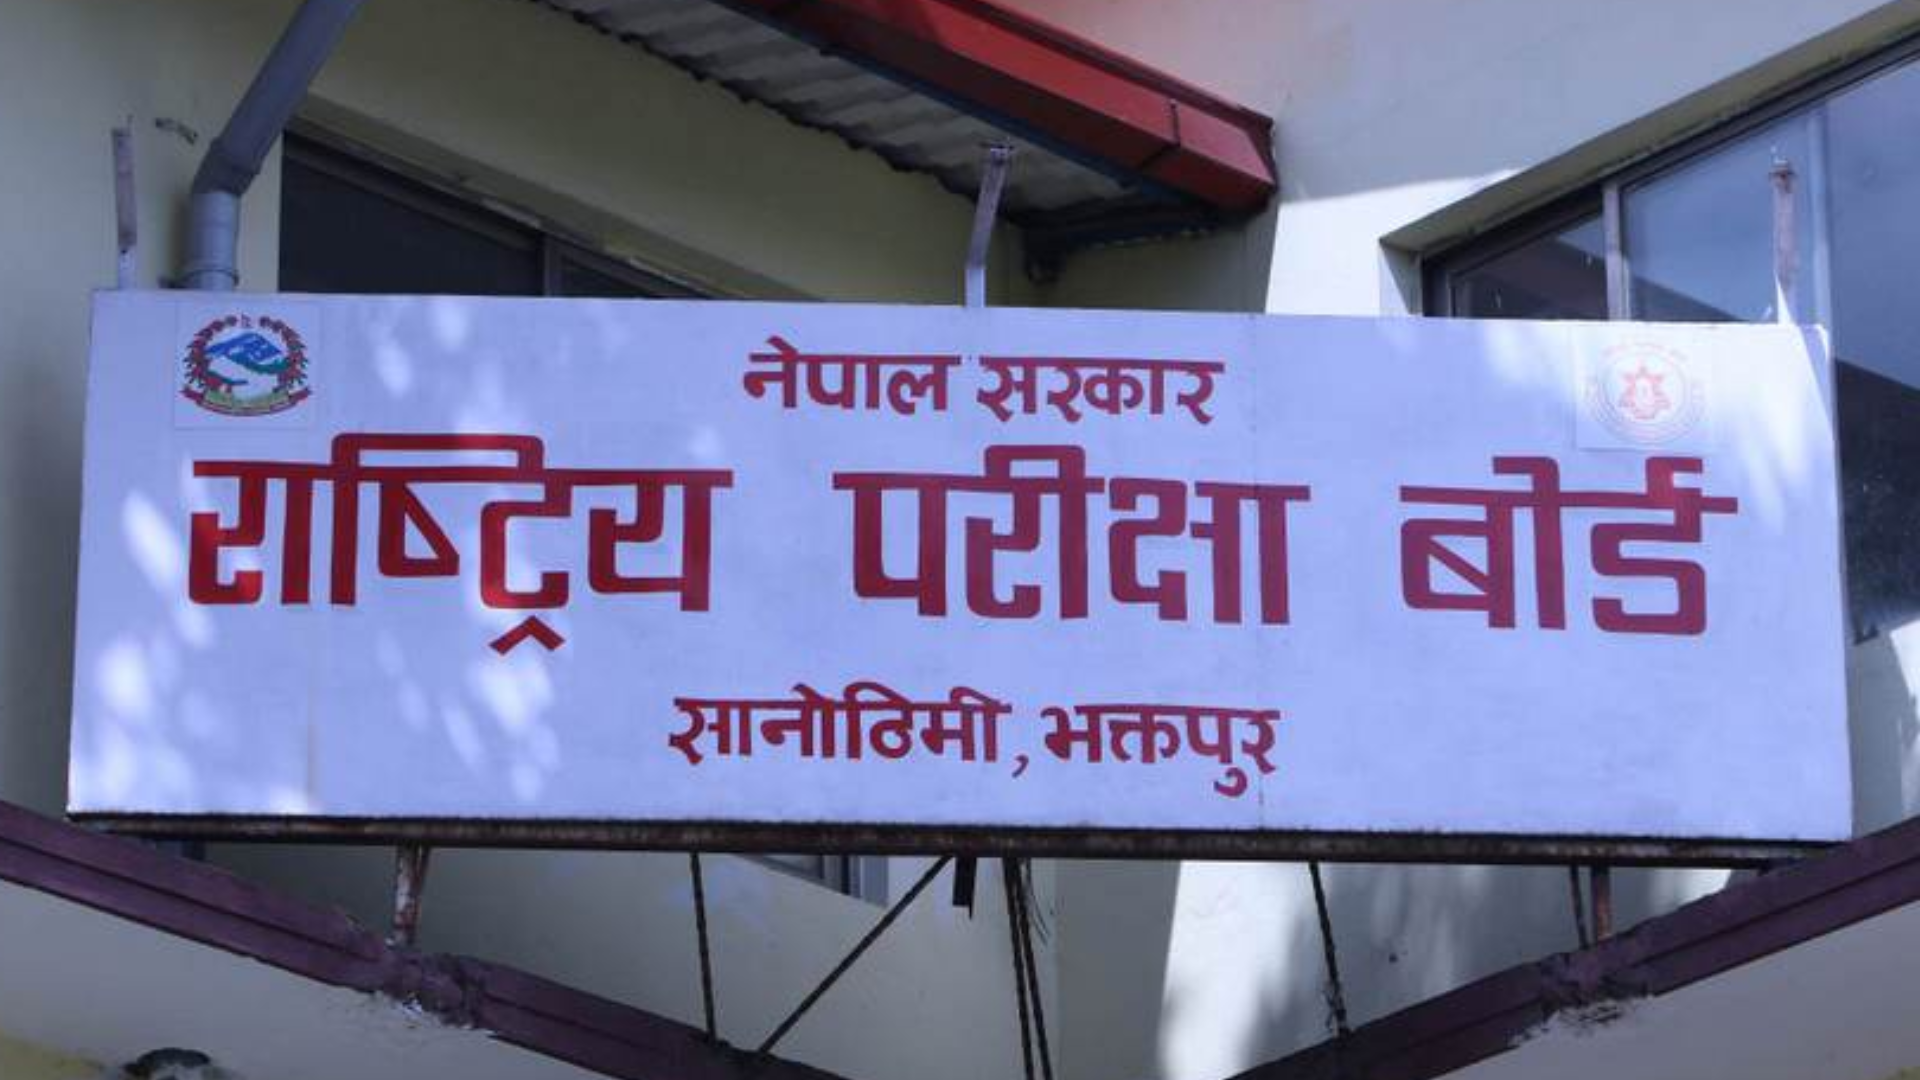 नेपाल सरकार
राष्ट्रिय परीक्षा बोर्ड
सानोठिमी, भक्तपुर